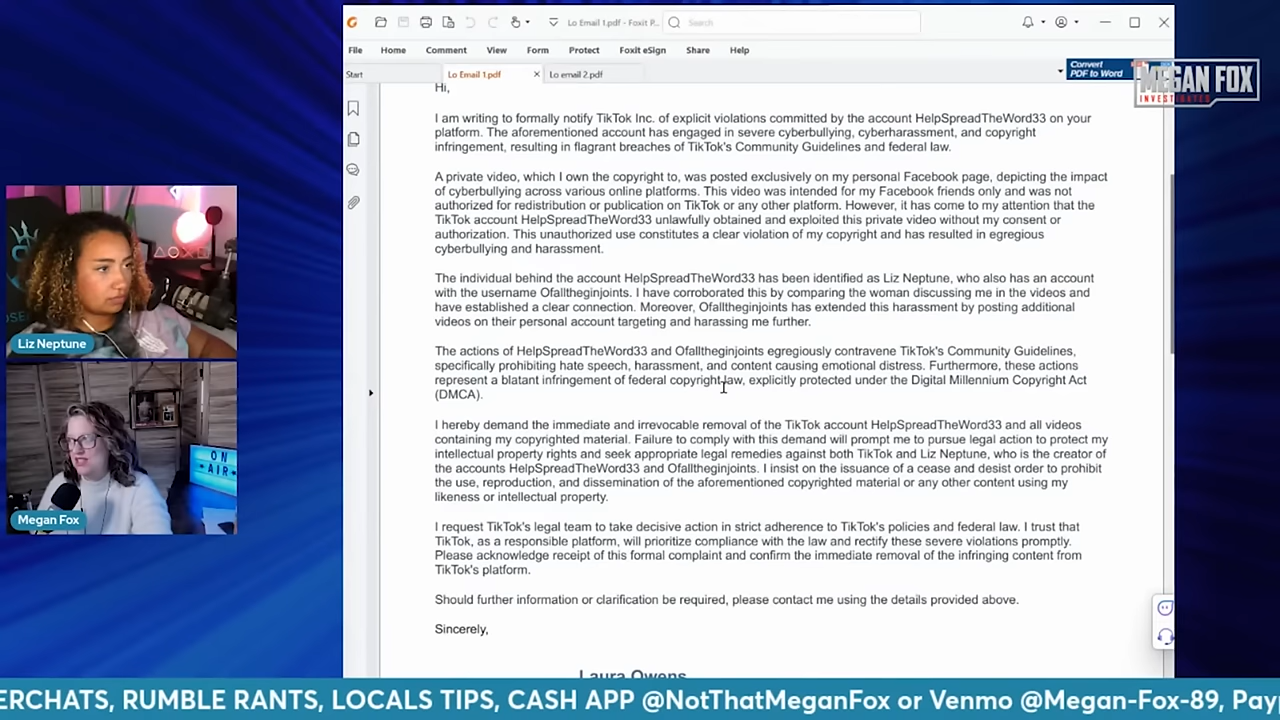 Lo Email 1.pdf - Foxit P...
Search
File Home Comment View Form Protect Foxit eSign Share Help
Start Lo Email 1.pdf Lo email 2.pdf
Convert
PDF to Word
MEGAN FOX
INVESTIGATES
Hi,
I am writing to formally notify TikTok Inc. of explicit violations committed by the account HelpSpreadTheWord33 on your
platform. The aforementioned account has engaged in severe cyberbullying, cyberharassment, and copyright
infringement, resulting in flagrant breaches of TikTok's Community Guidelines and federal law.
A private video, which I own the copyright to, was posted exclusively on my personal Facebook page, depicting the impact
of cyberbullying across various online platforms. This video was intended for my Facebook friends only and was not
authorized for redistribution or publication on TikTok or any other platform. However, it has come to my attention that the
TikTok account HelpSpreadTheWord33 unlawfully obtained and exploited this private video without my consent or
authorization. This unauthorized use constitutes a clear violation of my copyright and has resulted in egregious
cyberbullying and harassment.
The individual behind the account HelpSpreadTheWord33 has been identified as Liz Neptune, who also has an account
with the username Ofalltheginjoints. I have corroborated this by comparing the woman discussing me in the videos and
have established a clear connection. Moreover, Ofalltheginjoints has extended this harassment by posting additional
videos on their personal account targeting and harassing me further.
The actions of HelpSpreadTheWord33 and Ofalltheginjoints egregiously contravene TikTok's Community Guidelines,
specifically prohibiting hate speech, harassment, and content causing emotional distress. Furthermore, these actions
represent a blatant infringement of federal copyright law, explicitly protected under the Digital Millennium Copyright Act
(DMCA).
I hereby demand the immediate and irrevocable removal of the TikTok account HelpSpreadTheWord33 and all videos
containing my copyrighted material. Failure to comply with this demand will prompt me to pursue legal action to protect my
intellectual property rights and seek appropriate legal remedies against both TikTok and Liz Neptune, who is the creator of
the accounts HelpSpreadTheWord33 and Ofalltheginjoints. I insist on the issuance of a cease and desist order to prohibit
the use, reproduction, and dissemination of the aforementioned copyrighted material or any other content using my
likeness or intellectual property.
I request TikTok's legal team to take decisive action in strict adherence to TikTok's policies and federal law. I trust that
TikTok, as a responsible platform, will prioritize compliance with the law and rectify these severe violations promptly.
Please acknowledge receipt of this formal complaint and confirm the immediate removal of the infringing content from
TikTok's platform.
Should further information or clarification be required, please contact me using the details provided above.
Sincerely,
Laura Owens
Liz Neptune
ON
AIR
Megan Fox
ERCHATS, RUMBLE RANTS, LOCALS TIPS, CASH APP @NotThatMeganFox or Venmo @Megan-Fox-89, Payp